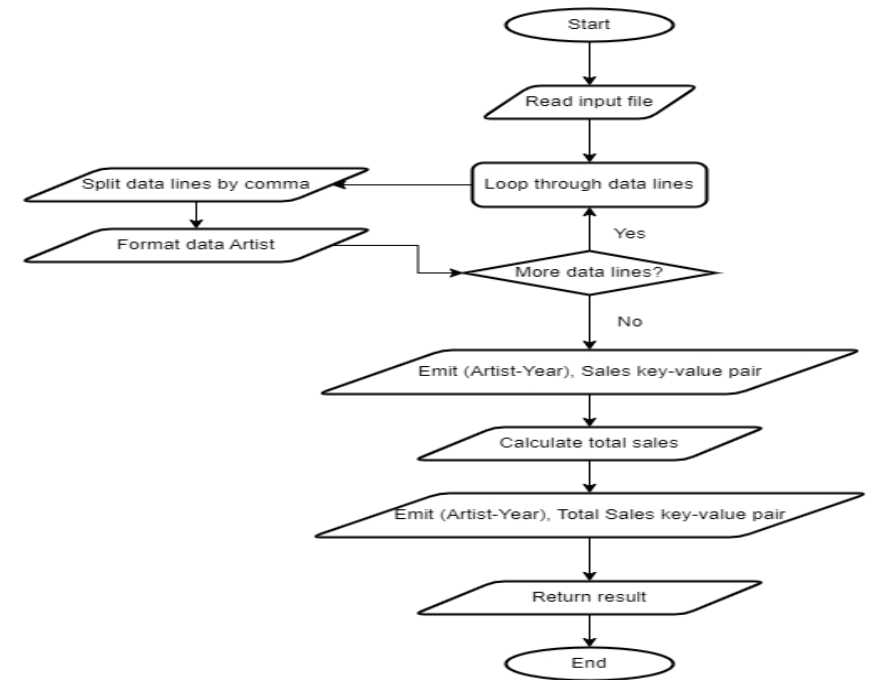 Start
Read input file
Loop through data lines
Split data lines by comma
Format data Artist
Yes
More data lines?
No
Emit (Artist-Year), Sales key-value pair
Calculate total sales
Emit (Artist-Year), Total Sales key-value pair
Return result
End